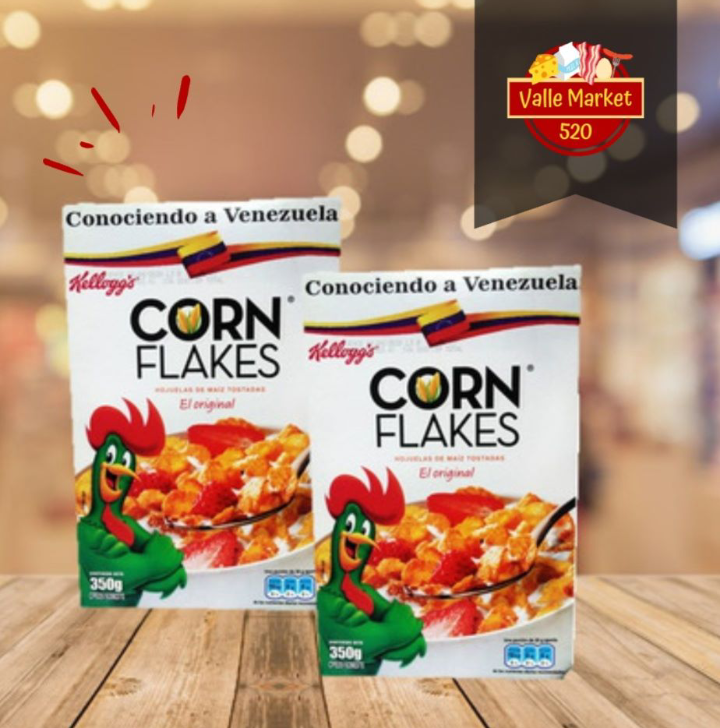 Valle Market
520
Conociendo a Venezuela
Kellogg's
CORN®
FLAKES
HOJUELAS DE MAÍZ TOSTADAS
El original
350g
Conociendo a Venezuela
Kellogg's
CORN®
FLAKES
HOJUELAS DE MAÍZ TOSTADAS
El original
350g